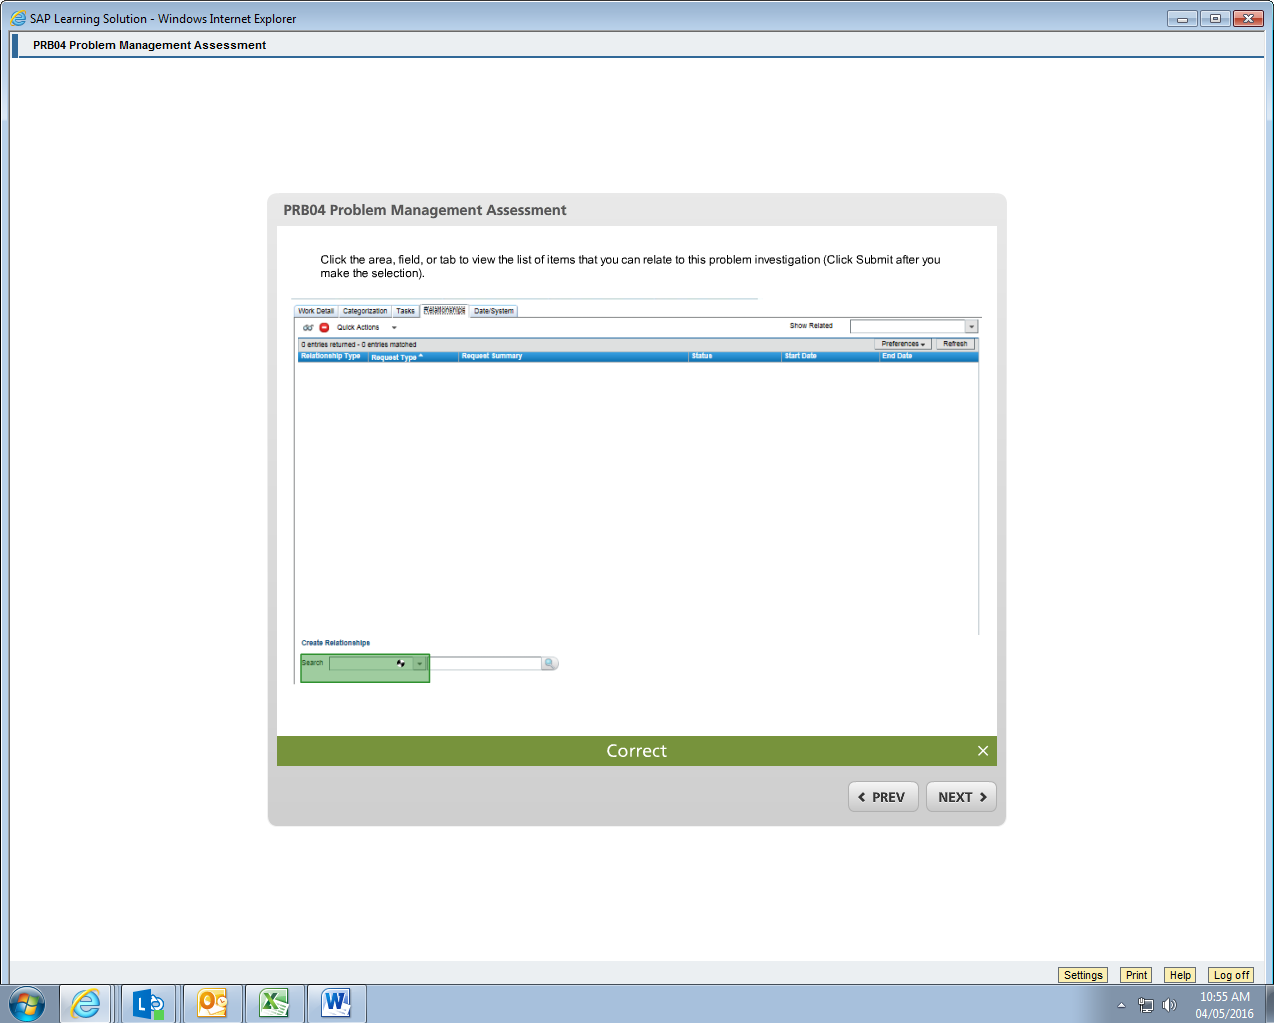 SAP Learning Solution - Windows Internet Explorer
PRB04 Problem Management Assessment
PRB04 Problem Management Assessment
Click the area, field, or tab to view the list of items that you can relate to this problem investigation (Click Submit after you
make the selection).
Work Detail Categorization Tasks Relationships Date/System
Quick Actions Show Related
0 entries returned - 0 entries matched Preferences Refresh
Relationship Type Request Type Request Summary Status Start Date End Date
Create Relationships
Search
Correct
PREV NEXT
Settings Print Help Log off
10:55 AM
04/05/2016